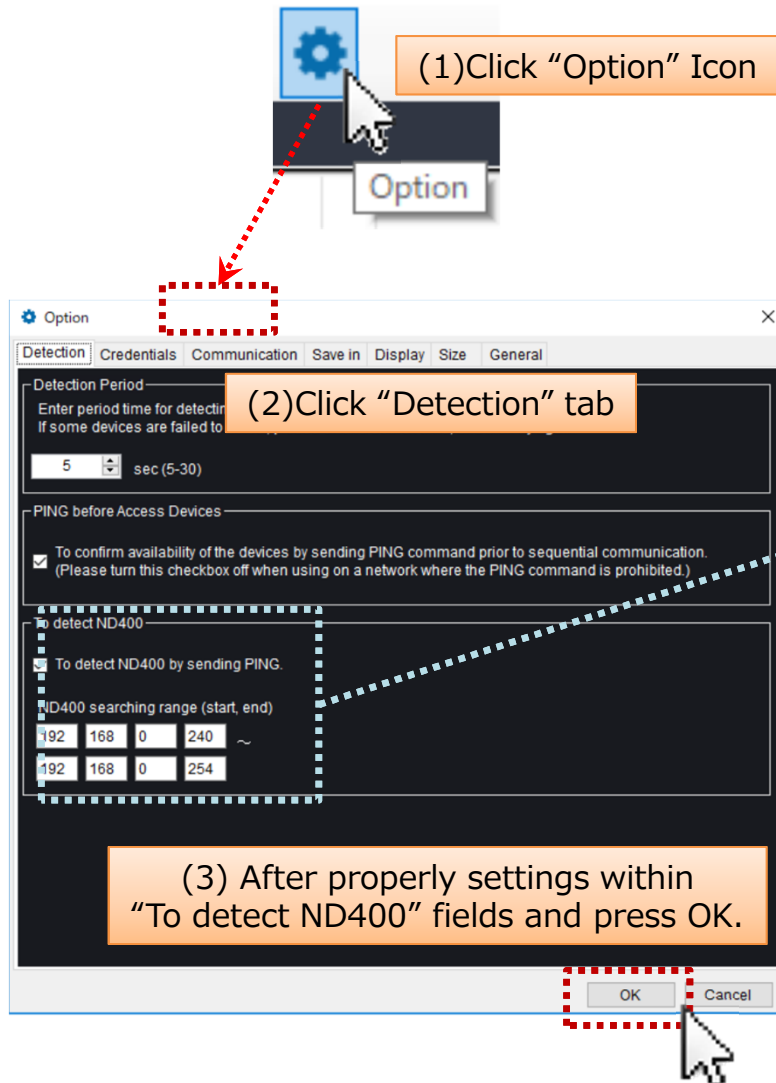 (1)Click “Option” Icon
Option
Option
Detection Credentials Communication Save in Display Size General
Detection Period
Enter period time for detectin
(2)Click “Detection” tab
If some devices are failed to
5 sec (5-30)
PING before Access Devices
To confirm availability of the devices by sending PING command prior to sequential communication.
(Please turn this checkbox off when using on a network where the PING command is prohibited.)
To detect ND400
To detect ND400 by sending PING.
ND400 searching range (start, end)
192 168 0 240 ~
192 168 0 254
(3) After properly settings within
“To detect ND400” fields and press OK.
OK Cancel